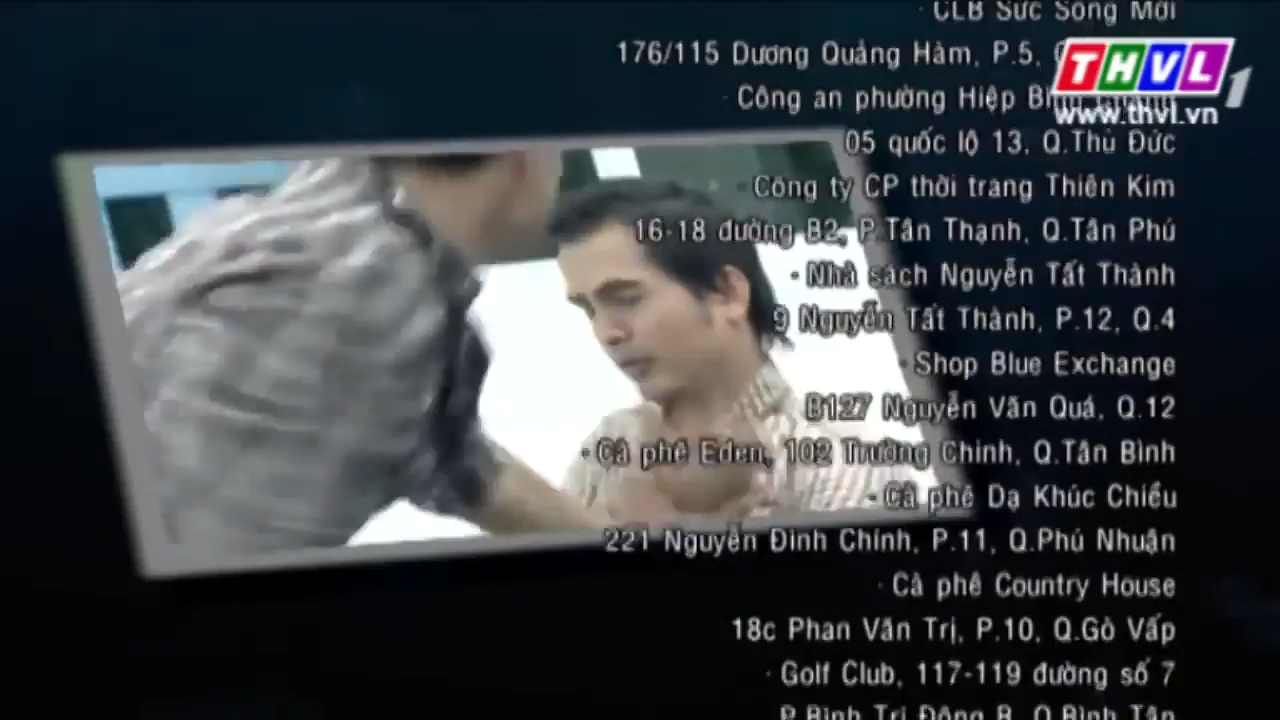 · CLB Sức Sống Mới
176/115 Dương Quảng Hàm, P.5,
THVL1
www.thvl.vn
· Công an phường Hiệp Bình
05 quốc lộ 13, Q.Thủ Đức
· Công ty CP thời trang Thiên Kim
16-18 đường B2, P.Tân Thạnh, Q.Tân Phú
· Nhà sách Nguyễn Tất Thành
9 Nguyễn Tất Thành, P.12, Q.4
· Shop Blue Exchange
B127 Nguyễn Văn Quá, Q.12
· Cà phê Eden, 102 Trường Chinh, Q.Tân Bình
· Cà phê Dạ Khúc Chiều
221 Nguyễn Đình Chính, P.11, Q.Phú Nhuận
· Cà phê Country House
18c Phan Văn Trị, P.10, Q.Gò Vấp
· Golf Club, 117-119 đường số 7
P.Bình Trị Đông B, Q.Bình Tân